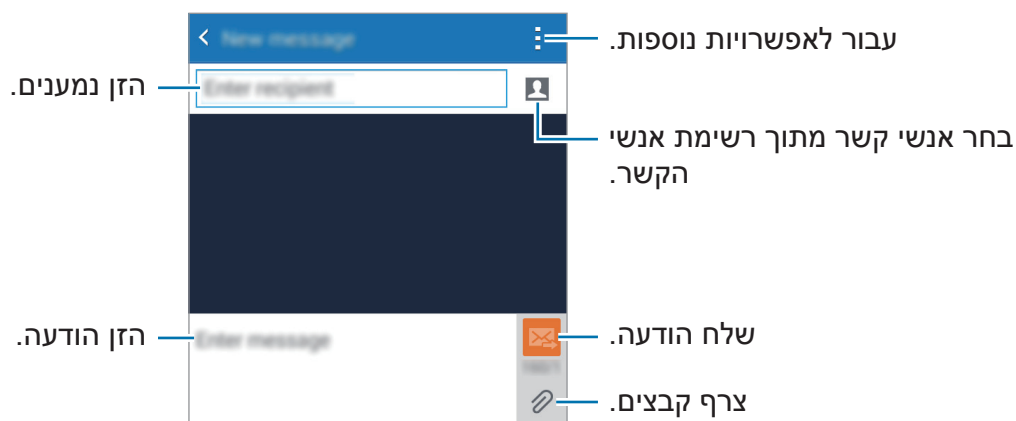 New message
עבור לאפשרויות נוספות.
הזן נמענים.
Enter recipient
בחר אנשי קשר מתוך רשימת אנשי
הקשר.
הזן הודעה.
Enter message
שלח הודעה.
צרף קבצים.